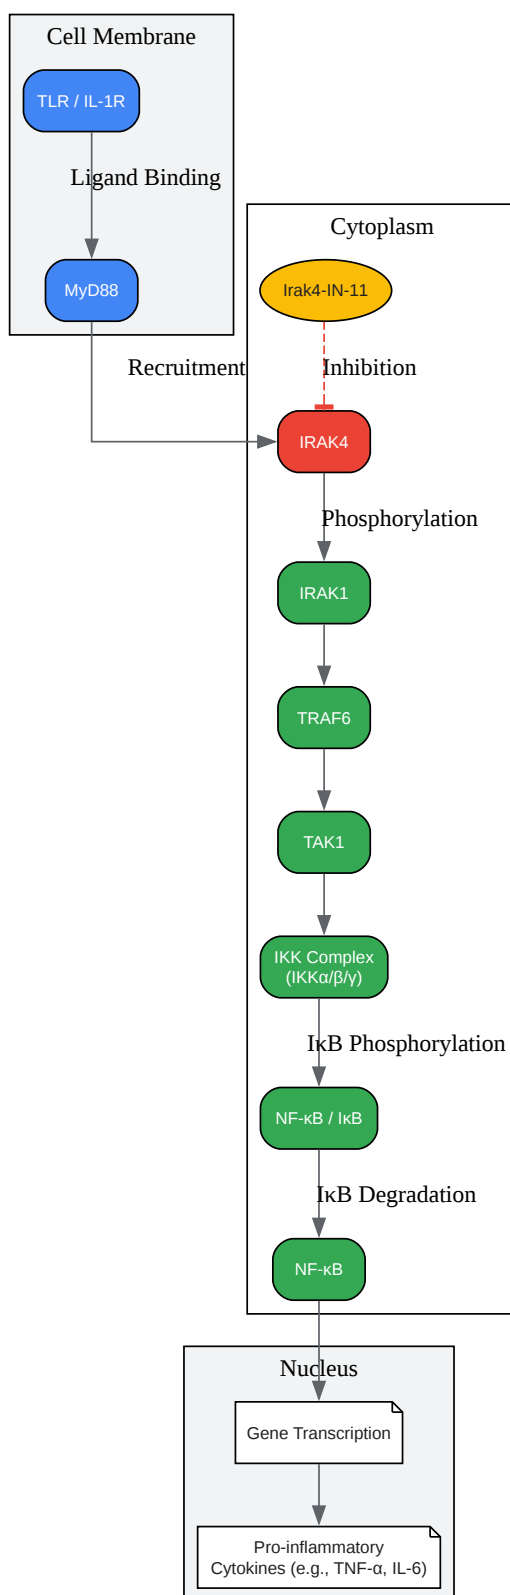 Cell Membrane
TLR / IL-1R
Ligand Binding
MyD88
Recruitment
Cytoplasm
Irak4-IN-11
Inhibition
IRAK4
Phosphorylation
IRAK1
TRAF6
TAK1
IKK Complex
(IKKα/β/γ)
IκB Phosphorylation
NF-κB / IκB
IκB Degradation
NF-κB
Nucleus
Gene Transcription
Pro-inflammatory
Cytokines (e.g., TNF-α, IL-6)